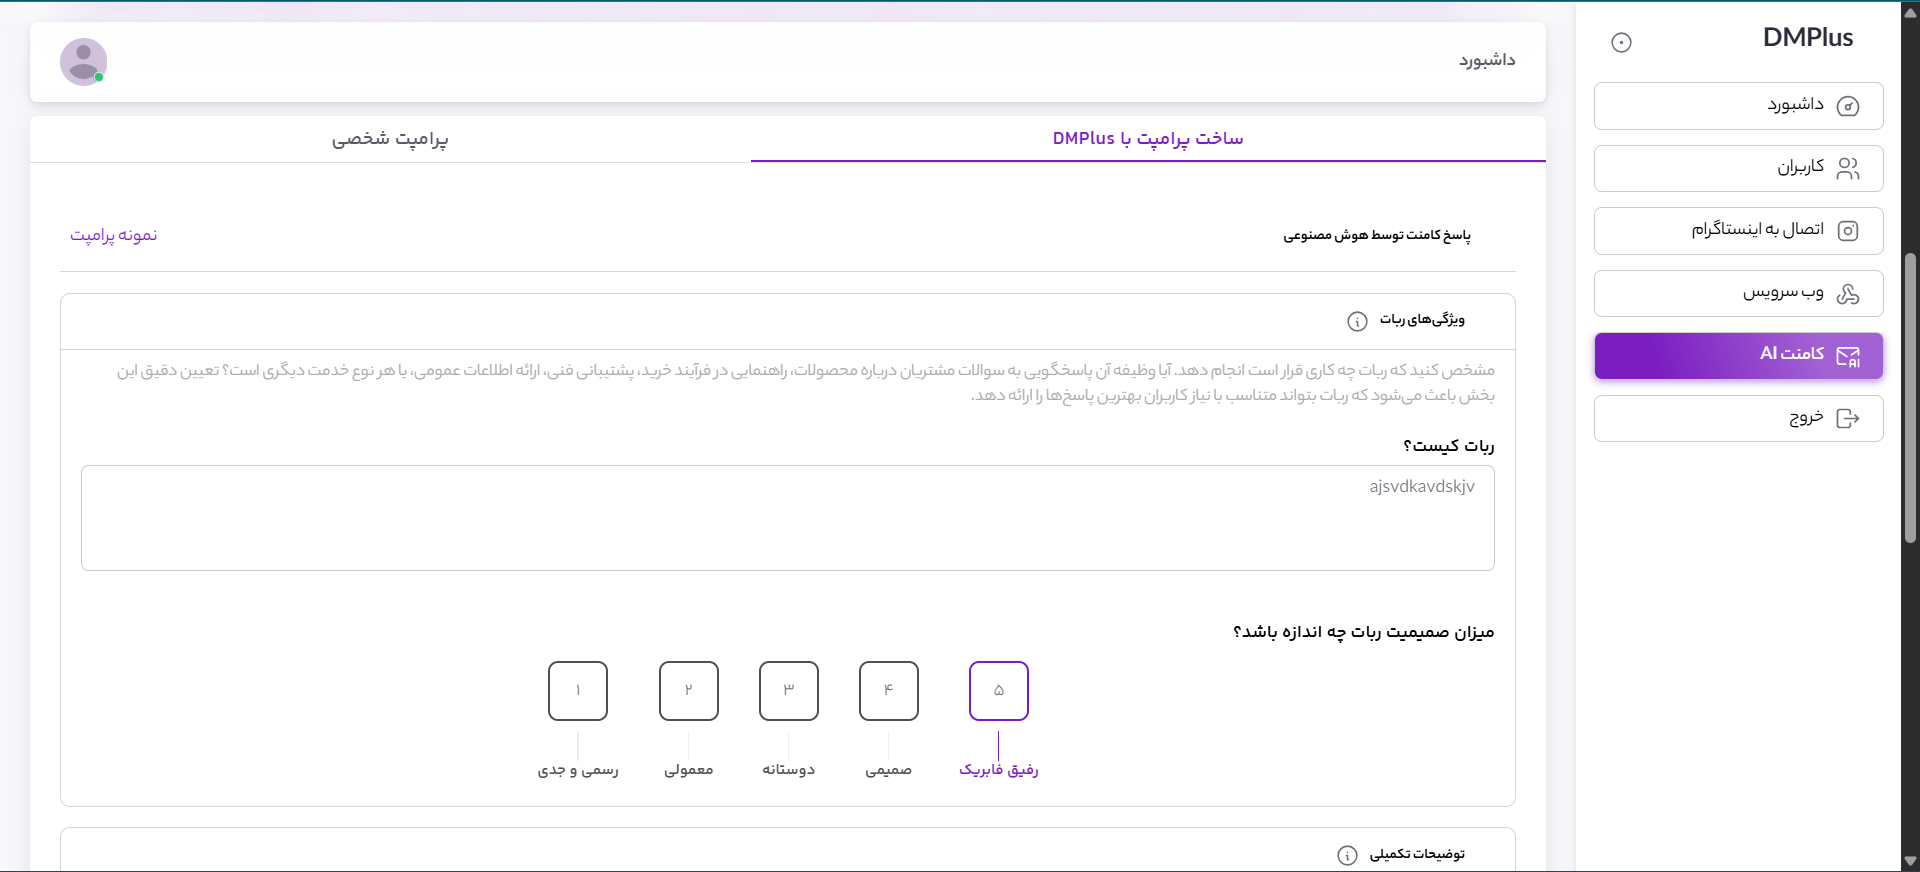 DMPlus
داشبورد
کاربران
اتصال به اینستاگرام
وب سرویس
کامنت AI
خروج
داشبورد
ساخت پرامپت با DMPlus
پرامپت شخصی
پاسخ کامنت توسط هوش مصنوعی
نمونه پرامپت
ویژگی‌های ربات
مشخص کنید که ربات چه کاری قرار است انجام دهد. آیا وظیفه آن پاسخگویی به سوالات مشتریان درباره محصولات، راهنمایی در فرآیند خرید، پشتیبانی فنی، ارائه اطلاعات عمومی، یا هر نوع خدمت دیگری است؟ تعیین دقیق این
بخش باعث می‌شود که ربات بتواند متناسب با نیاز کاربران بهترین پاسخ‌ها را ارائه دهد.
ربات کیست؟
ajsvdkavdskjv
میزان صمیمیت ربات چه اندازه باشد؟
۵ ۴ ۳ ۲ ۱
رفیق فابریک صمیمی دوستانه معمولی رسمی و جدی
توضیحات تکمیلی